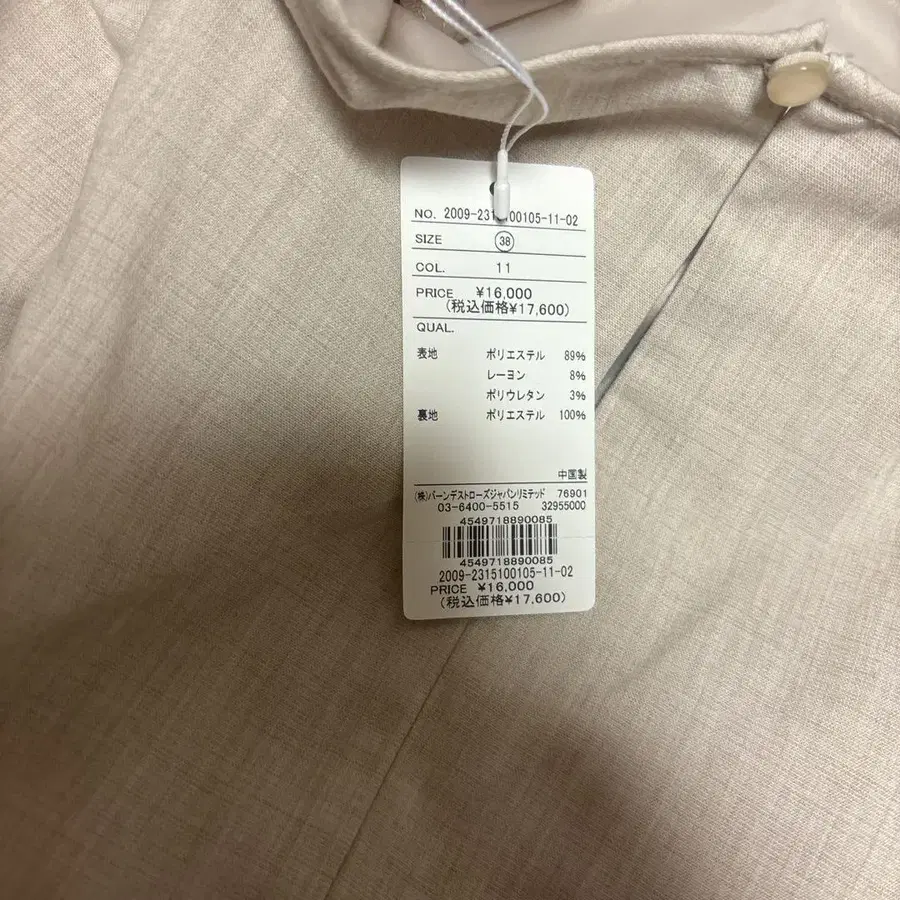 NO. 2009-2315100105-11-02
SIZE 38
COL. 11
PRICE ¥16,000
(税込価格¥17,600)
QUAL.
表地 ポリエステル 89%
レーヨン 8%
ポリウレタン 3%
裏地 ポリエステル 100%
中国製
(株)バーンデストローズジャパンリミテッド 76901
03-6400-5515 32955000
4549718890085
4549718890085
2009-2315100105-11-02
PRICE ¥16,000
(税込価格¥17,600)